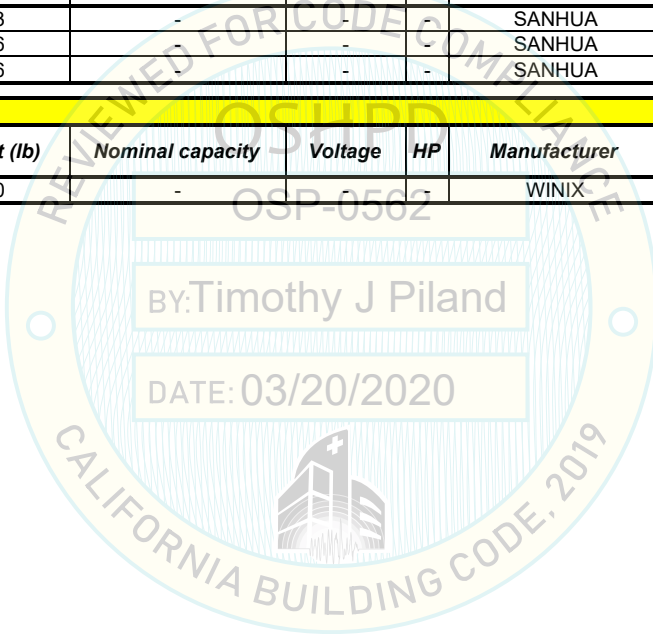 3 - - - SANHUA
6 - - - SANHUA
6 - - - SANHUA
t (lb) Nominal capacity Voltage HP Manufacturer
0 - - - WINIX
REVIEWED FOR CODE COMPLIANCE
OSHPD
OSP-0562
BY:Timothy J Piland
DATE: 03/20/2020
CALIFORNIA BUILDING CODE, 2019